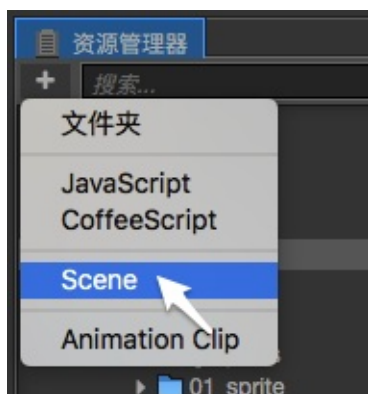 资源管理器
搜索...
文件夹
JavaScript
CoffeeScript
Scene
Animation Clip
01_sprite